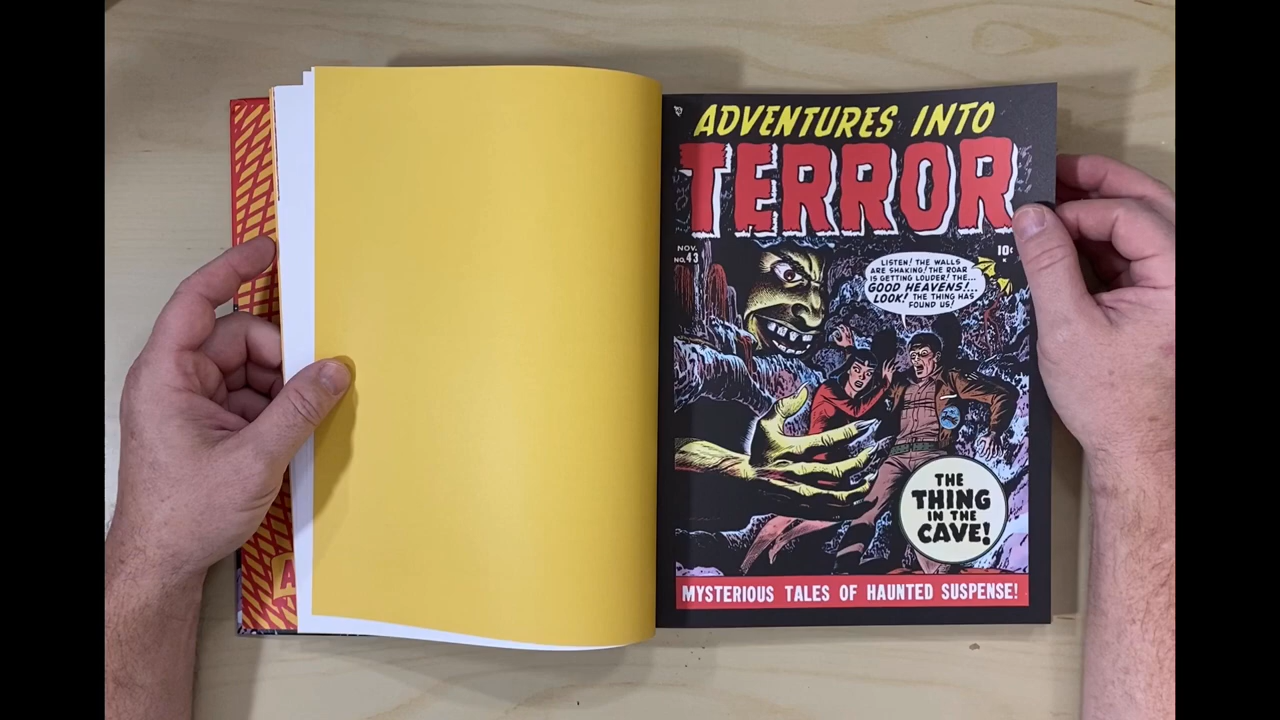 ADVENTURES INTO
TERROR
NOV.
NO.43
10¢
LISTEN! THE WALLS
ARE SHAKING! THE ROAR
IS GETTING LOUDER! THE...
GOOD HEAVENS!...
LOOK! THE THING HAS
FOUND US!
THE
THING
IN THE
CAVE!
MYSTERIOUS TALES OF HAUNTED SUSPENSE!